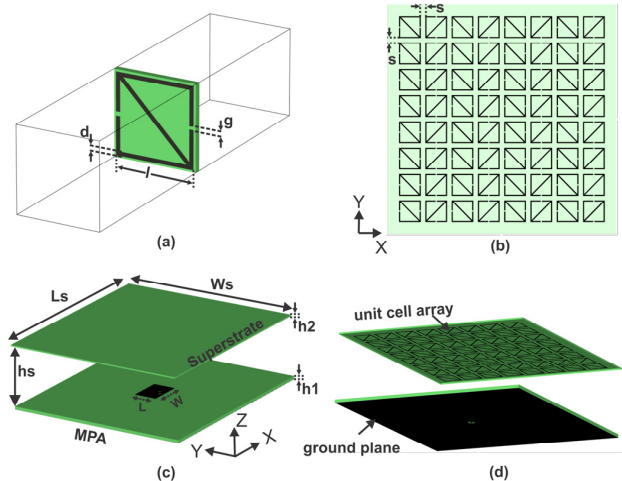 s
s
d
g
l
Y
X
(a)
(b)
Ls
Ws
h2
Superstrate
hs
h1
L
W
MPA
Z
Y
X
(c)
unit cell array
ground plane
(d)